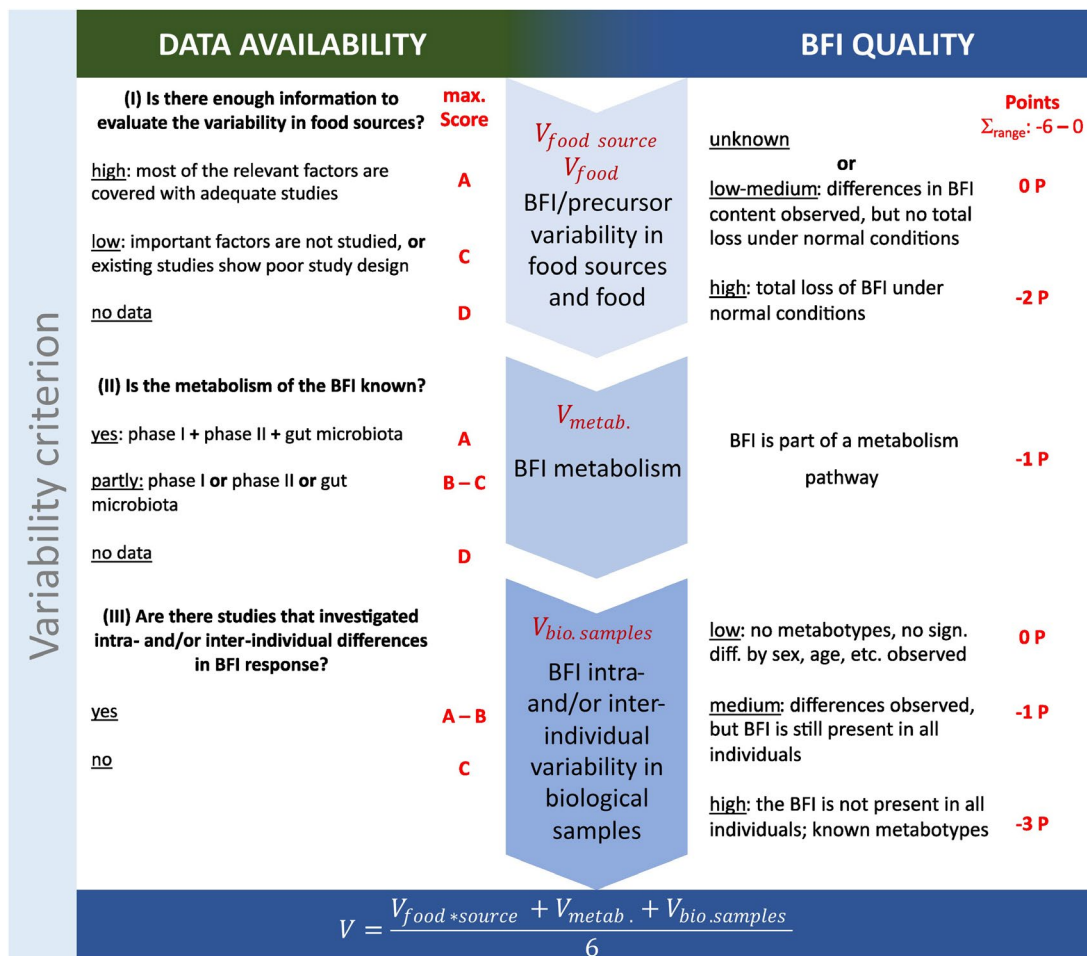 Variability criterion
DATA AVAILABILITY
BFI QUALITY
(I) Is there enough information to
evaluate the variability in food sources?
max.
Score
high: most of the relevant factors are
covered with adequate studies
A
low: important factors are not studied, or
existing studies show poor study design
C
no data
D
V_food source
V_food
BFI/precursor
variability in
food sources
and food
Points
Σrange: -6 – 0
unknown
or
low-medium: differences in BFI
content observed, but no total
loss under normal conditions
0 P
high: total loss of BFI under
normal conditions
-2 P
(II) Is the metabolism of the BFI known?
yes: phase I + phase II + gut microbiota
A
partly: phase I or phase II or gut
microbiota
B – C
no data
D
V_metab.
BFI metabolism
BFI is part of a metabolism
pathway
-1 P
(III) Are there studies that investigated
intra- and/or inter-individual differences
in BFI response?
yes
A – B
no
C
V_bio.samples
BFI intra-
and/or inter-
individual
variability in
biological
samples
low: no metabotypes, no sign.
diff. by sex, age, etc. observed
0 P
medium: differences observed,
but BFI is still present in all
individuals
-1 P
high: the BFI is not present in all
individuals; known metabotypes
-3 P
V = (V_food*source + V_metab. + V_bio.samples) / 6